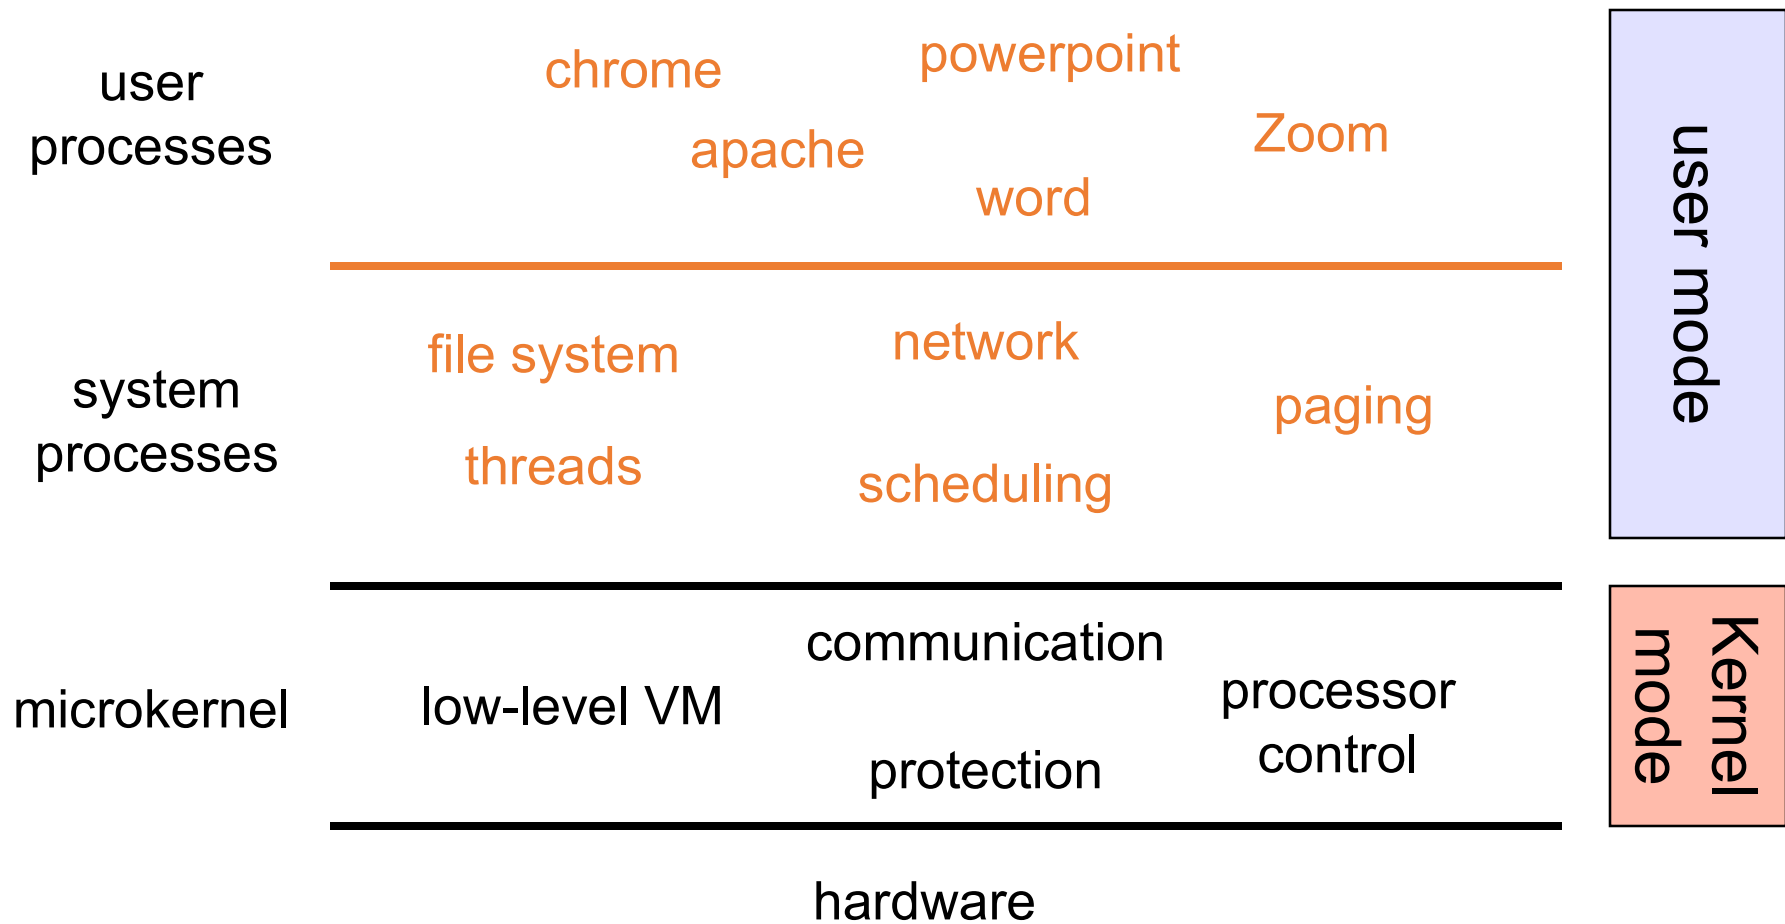 user
processes
chrome
powerpoint
apache
Zoom
word
user mode
system
processes
file system
network
paging
threads
scheduling
microkernel
communication
low-level VM
processor
control
protection
Kernel
mode
hardware